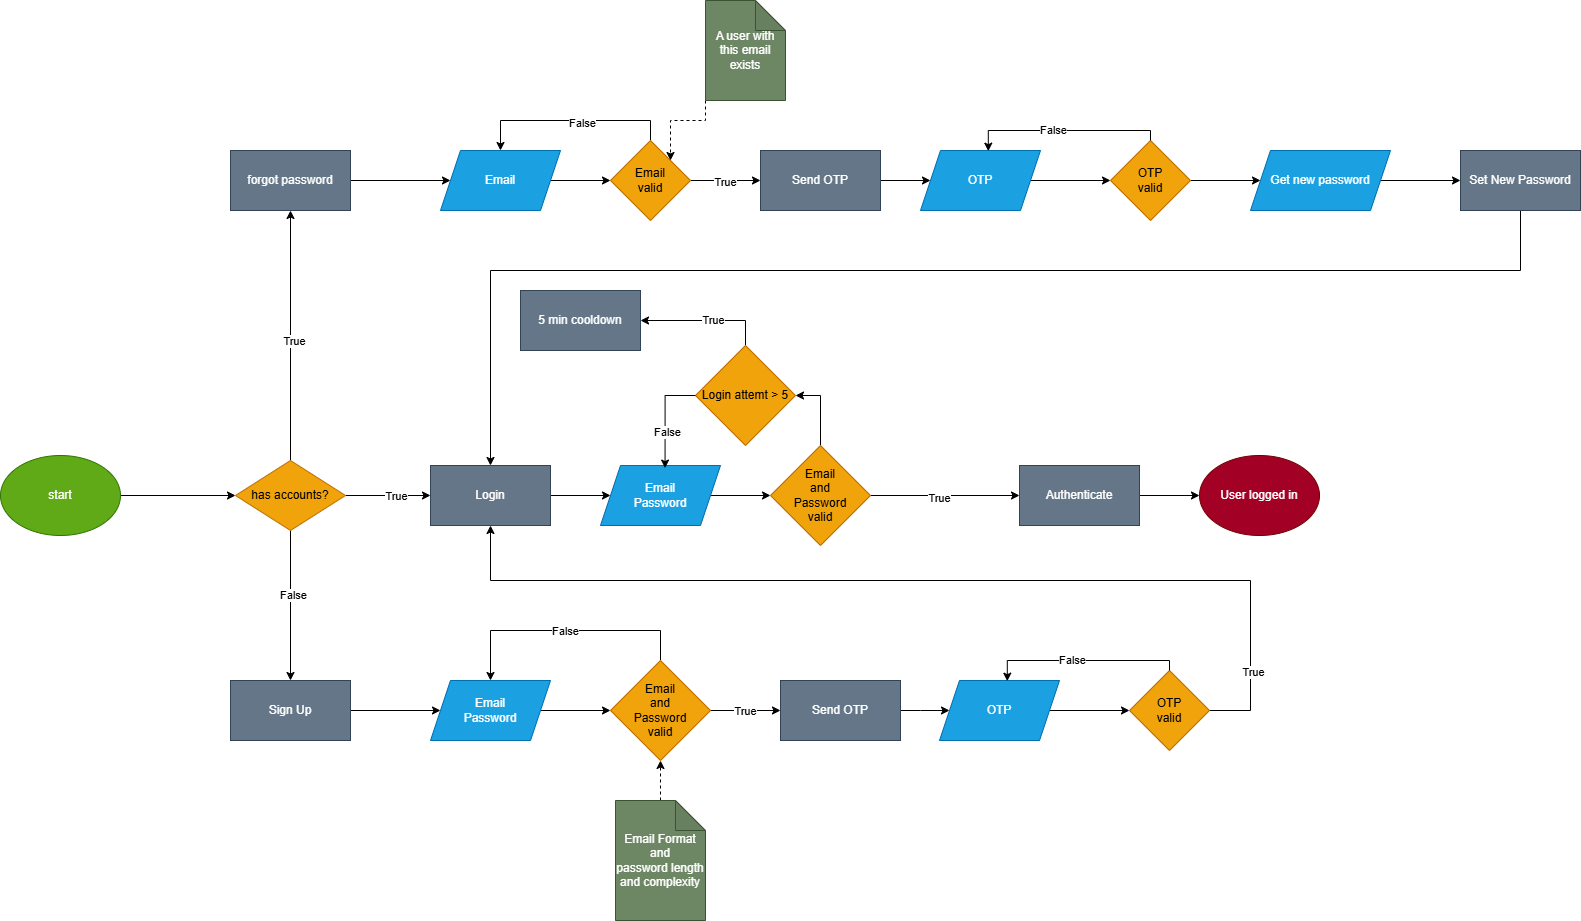 A user with
this email
exists
False
False
forgot password
Email
Email
valid
True
Send OTP
OTP
OTP
valid
Get new password
Set New Password
5 min cooldown
True
True
Login attemt > 5
False
start
has accounts?
True
Login
Email
Password
Email
and
Password
valid
True
Authenticate
User logged in
False
False
True
False
Sign Up
Email
Password
Email
and
Password
valid
True
Send OTP
OTP
OTP
valid
Email Format
and
password length
and complexity